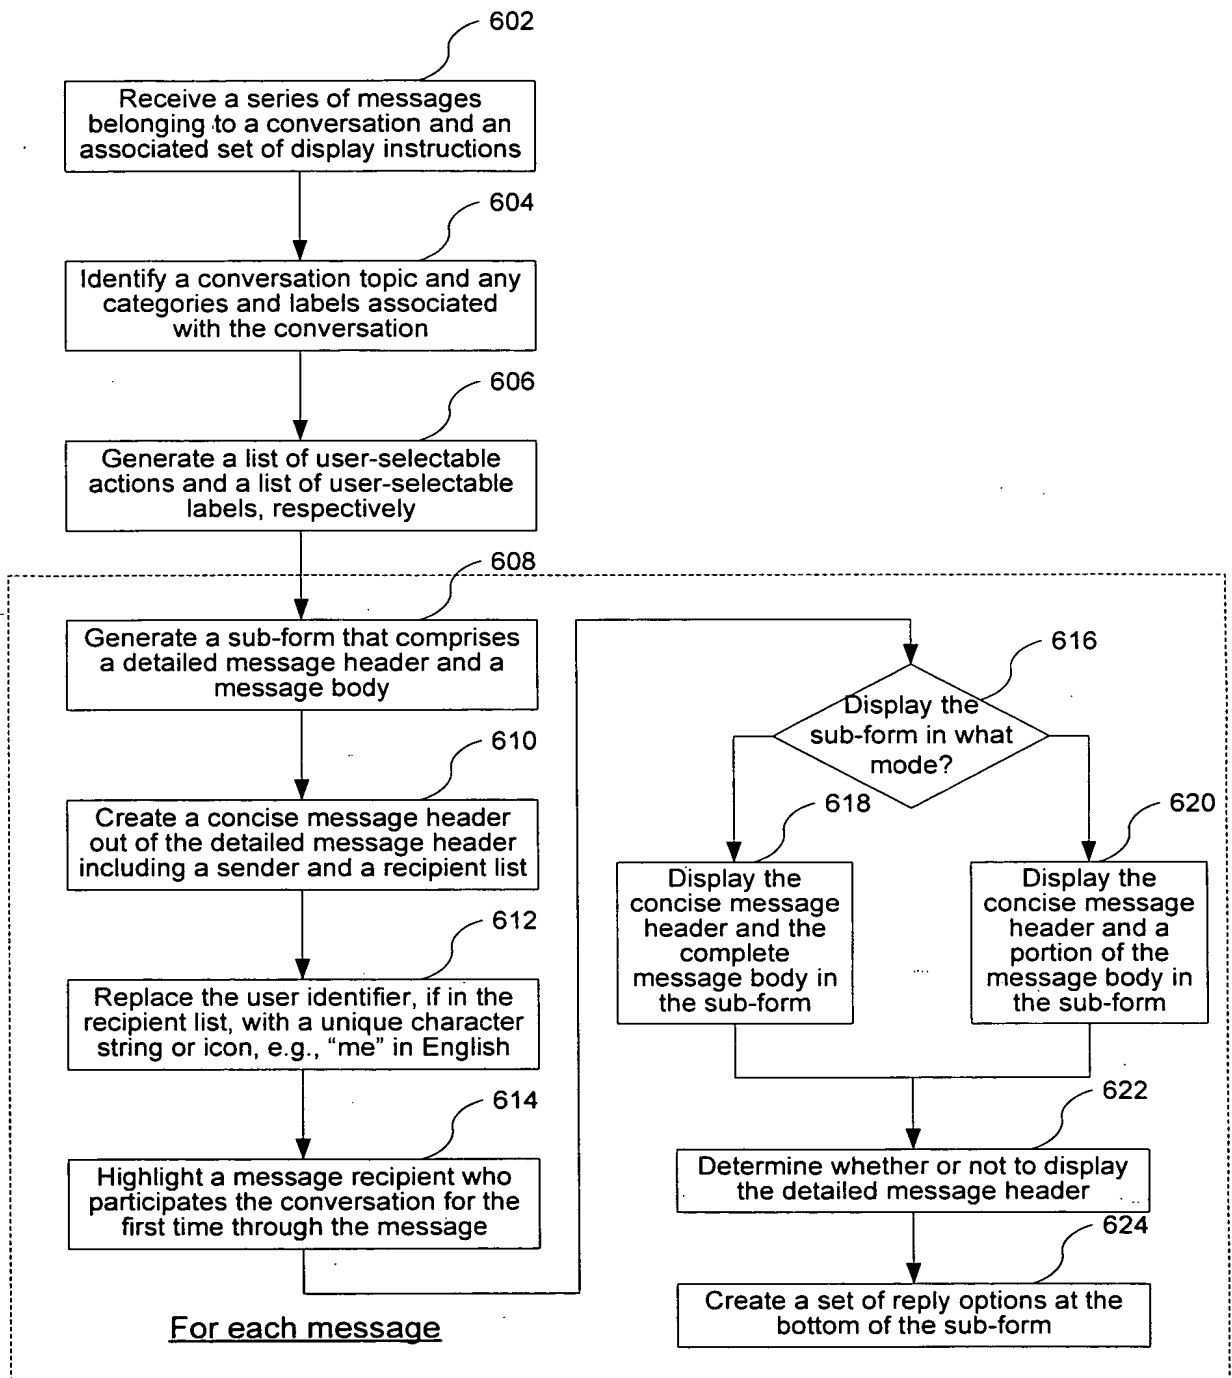 602
Receive a series of messages
belonging to a conversation and an
associated set of display instructions
604
Identify a conversation topic and any
categories and labels associated
with the conversation
606
Generate a list of user-selectable
actions and a list of user-selectable
labels, respectively
608
Generate a sub-form that comprises
a detailed message header and a
message body
610
Create a concise message header
out of the detailed message header
including a sender and a recipient list
612
Replace the user identifier, if in the
recipient list, with a unique character
string or icon, e.g., “me” in English
614
Highlight a message recipient who
participates the conversation for the
first time through the message
For each message
616
Display the
sub-form in what
mode?
618
Display the
concise message
header and the
complete
message body in
the sub-form
620
Display the
concise message
header and a
portion of the
message body in
the sub-form
622
Determine whether or not to display
the detailed message header
624
Create a set of reply options at the
bottom of the sub-form